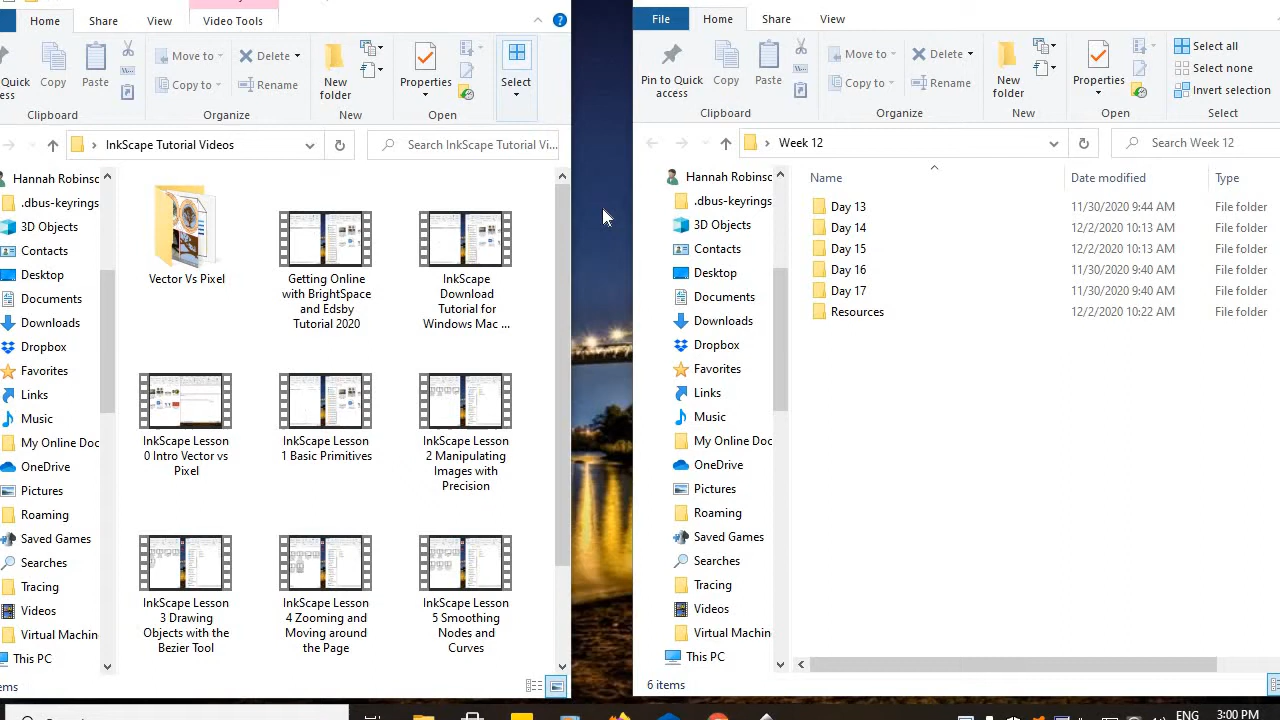 Home Share View Video Tools
Copy
Quick
ess
Move to
Copy to
Delete
Rename
New
folder
Properties
Select
Clipboard Organize New Open
InkScape Tutorial Videos
Search InkScape Tutorial Vi...
Hannah Robinsc
.dbus-keyrings
3D Objects
Contacts
Desktop
Documents
Downloads
Dropbox
Favorites
Links
Music
My Online Doc
OneDrive
Pictures
Roaming
Saved Games
Searches
Tracing
Videos
Virtual Machin
This PC
ems
Vector Vs Pixel
Getting Online
with BrightSpace
and Edsby
Tutorial 2020
InkScape
Download
Tutorial for
Windows Mac ...
InkScape Lesson
0 Intro Vector vs
Pixel
InkScape Lesson
1 Basic Primitives
InkScape Lesson
2 Manipulating
Images with
Precision
InkScape Lesson
3 Drawing
Objects with the
Bezier Tool
InkScape Lesson
4 Zooming and
Moving around
the Page
InkScape Lesson
5 Smoothing
Nodes and
Curves
File Home Share View
Pin to Quick
access
Copy
Paste
Move to
Copy to
Delete
Rename
New
folder
Properties
Select all
Select none
Invert selection
Clipboard Organize New Open Select
Week 12
Search Week 12
Hannah Robinsc
.dbus-keyrings
3D Objects
Contacts
Desktop
Documents
Downloads
Dropbox
Favorites
Links
Music
My Online Doc
OneDrive
Pictures
Roaming
Saved Games
Searches
Tracing
Videos
Virtual Machin
This PC
Name Date modified Type
Day 13 11/30/2020 9:44 AM File folder
Day 14 12/2/2020 10:13 AM File folder
Day 15 12/2/2020 10:13 AM File folder
Day 16 11/30/2020 9:40 AM File folder
Day 17 11/30/2020 9:40 AM File folder
Resources 12/2/2020 10:22 AM File folder
6 items
ENG 3:00 PM